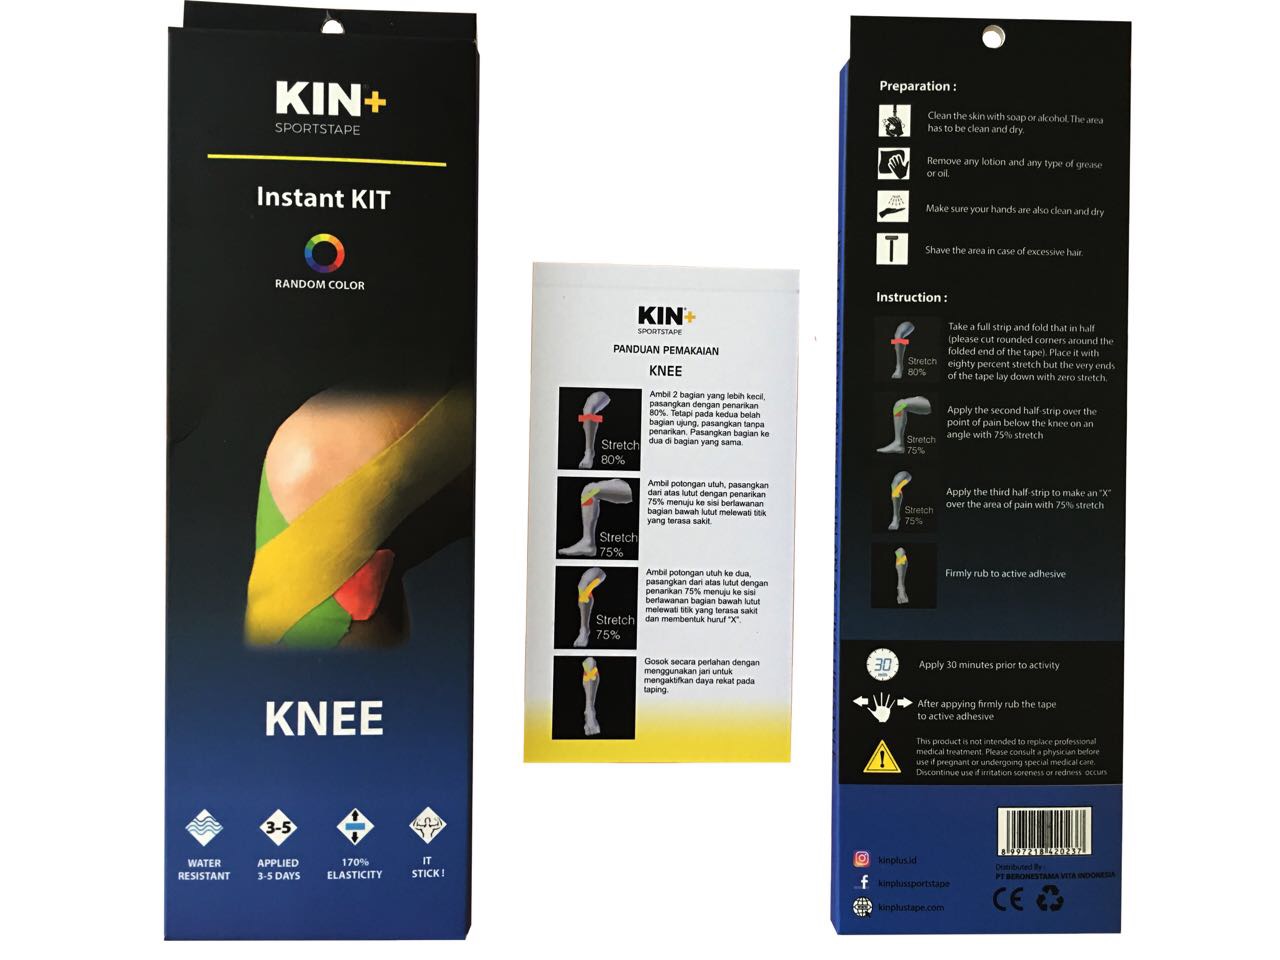 KIN+
SPORTSTAPE
Instant KIT
RANDOM COLOR
KNEE
WATER
RESISTANT
3-5
APPLIED
3-5 DAYS
170%
ELASTICITY
IT
STICK !
KIN+
SPORTSTAPE
PANDUAN PEMAKAIAN
KNEE
Stretch
80%
Ambil 2 bagian yang lebih kecil,
pasangkan dengan penarikan
80%. Tetapi pada kedua belah
bagian ujung, pasangkan tanpa
penarikan. Pasangkan bagian ke
dua di bagian yang sama.
Stretch
75%
Ambil potongan utuh, pasangkan
dari atas lutut dengan penarikan
75% menuju ke sisi berlawanan
bagian bawah lutut melewati titik
yang terasa sakit.
Stretch
75%
Ambil potongan utuh ke dua,
pasangkan dari atas lutut dengan
penarikan 75% menuju ke sisi
berlawanan bagian bawah lutut
melewati titik yang terasa sakit
dan membentuk huruf "X".
Gosok secara perlahan dengan
menggunakan jari untuk
mengaktifkan daya rekat pada
taping.
Preparation :
Clean the skin with soap or alcohol, The area
has to be clean and dry.
Remove any lotion and any type of grease
or oil.
Make sure your hands are also clean and dry
Shave the area in case of excessive hair.
Instruction :
Stretch
80%
Take a full strip and fold that in half
(please cut rounded corners around the
folded end of the tape). Place it with
eighty percent stretch but the very ends
of the tape lay down with zero stretch.
Stretch
75%
Apply the second half-strip over the
point of pain below the knee on an
angle with 75% stretch
Stretch
75%
Apply the third half-strip to make an "X"
over the area of pain with 75% stretch
Firmly rub to active adhesive
30
min
Apply 30 minutes prior to activity
After appying firmly rub the tape
to active adhesive
This product is not intended to replace professional
medical treatment. Please consult a physician before
use if pregnant or undergoing special medical care.
Discontinue use if irritation soreness or redness occurs
8 997218 420237
kinplus.id
kinplussportstape
kinplustape.com
Distributed By :
PT BERONESTAMA VITA INDONESIA
CE